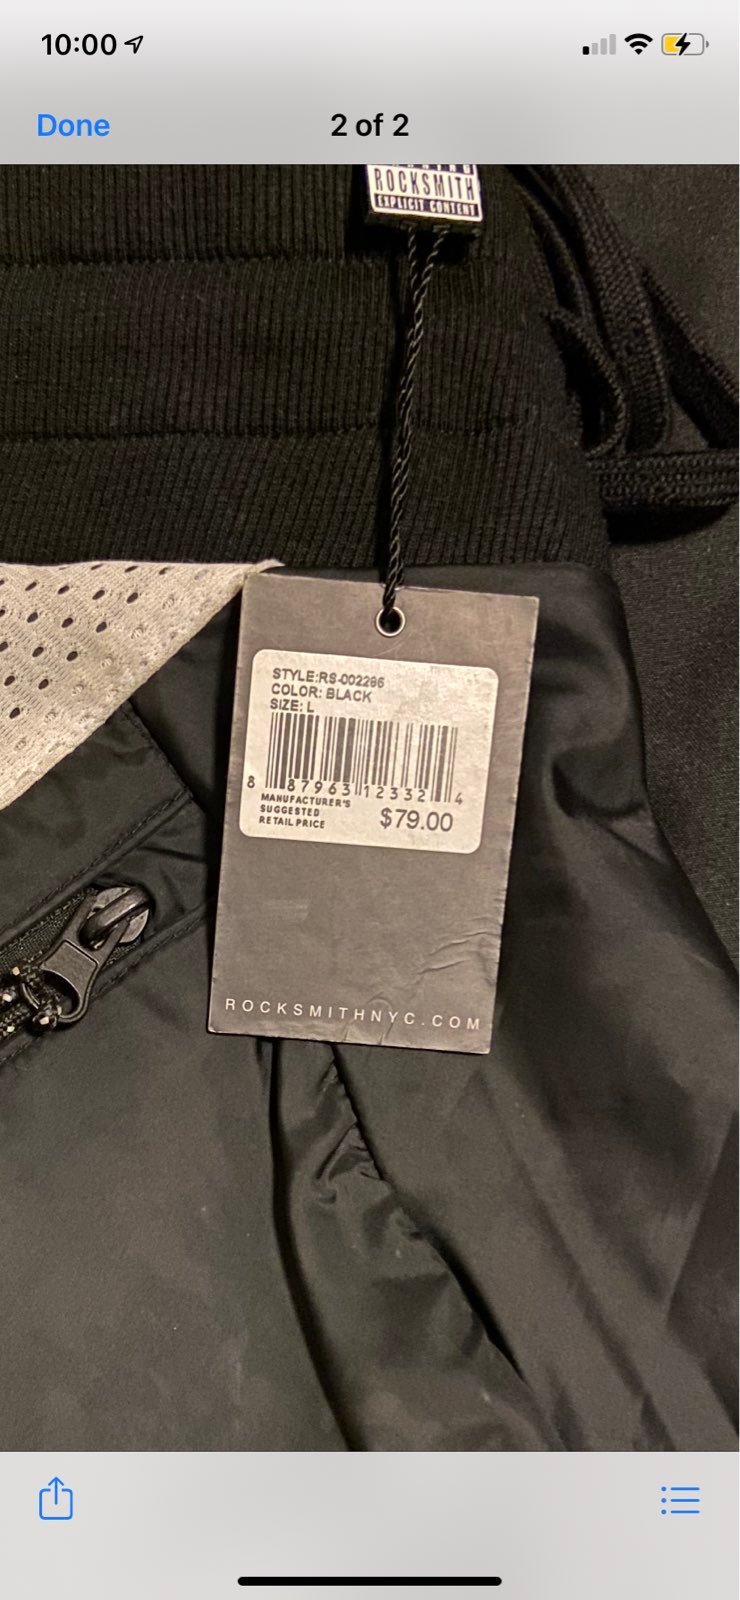 10:00
Done
2 of 2
ROCKSMITH
EXPLICIT CONTENT
STYLE:RS-002286
COLOR: BLACK
SIZE: L
8 87963 12332 4
MANUFACTURER'S
SUGGESTED
RETAIL PRICE
$79.00
ROCKSMITHNYC.COM